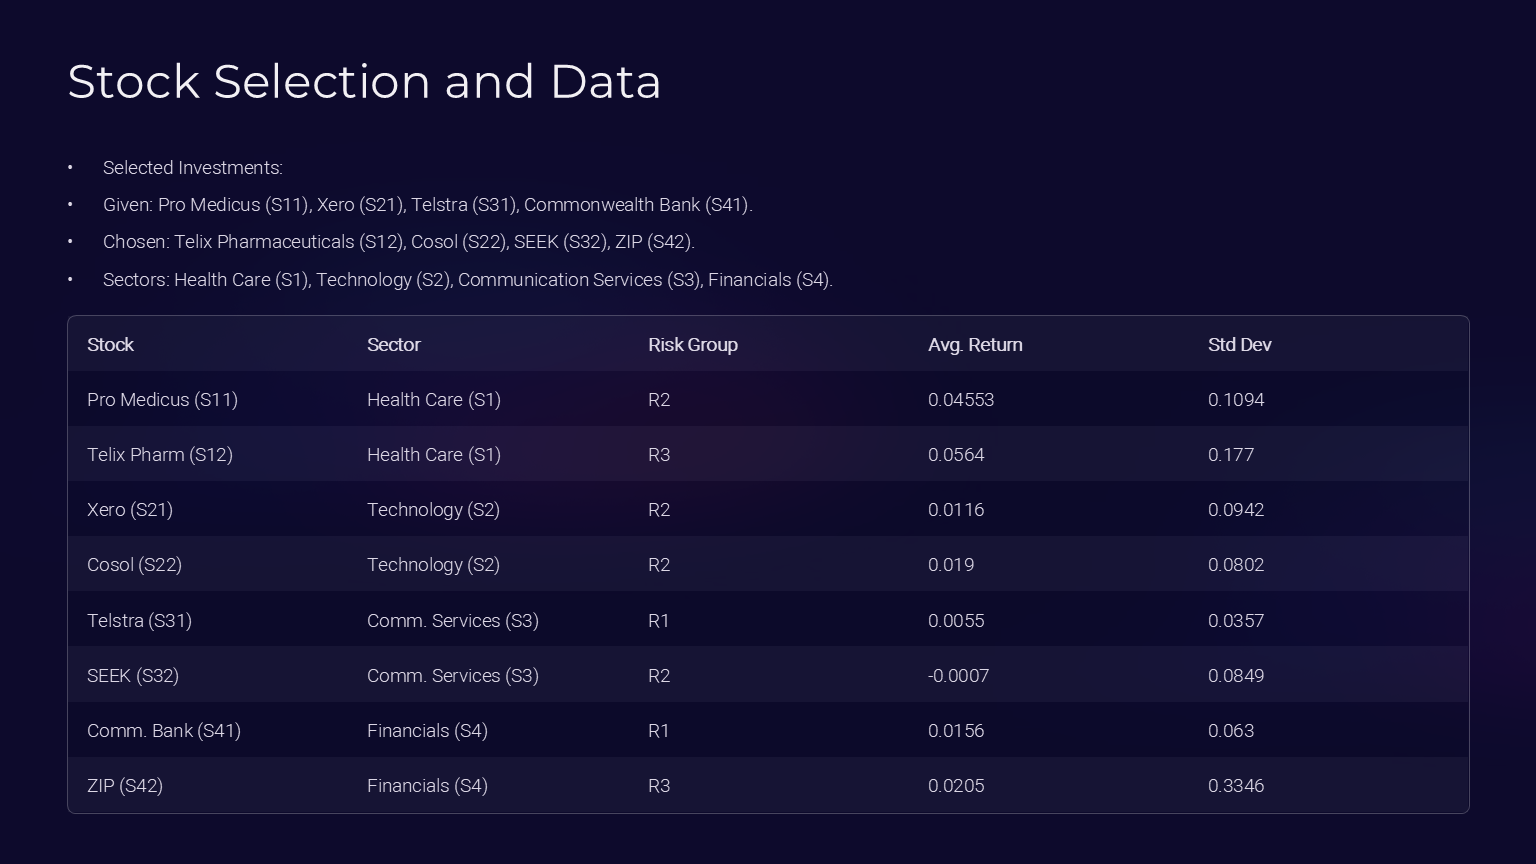 Stock Selection and Data
• Selected Investments:
• Given: Pro Medicus (S11), Xero (S21), Telstra (S31), Commonwealth Bank (S41).
• Chosen: Telix Pharmaceuticals (S12), Cosol (S22), SEEK (S32), ZIP (S42).
• Sectors: Health Care (S1), Technology (S2), Communication Services (S3), Financials (S4).
Stock Sector Risk Group Avg. Return Std Dev
Pro Medicus (S11) Health Care (S1) R2 0.04553 0.1094
Telix Pharm (S12) Health Care (S1) R3 0.0564 0.177
Xero (S21) Technology (S2) R2 0.0116 0.0942
Cosol (S22) Technology (S2) R2 0.019 0.0802
Telstra (S31) Comm. Services (S3) R1 0.0055 0.0357
SEEK (S32) Comm. Services (S3) R2 -0.0007 0.0849
Comm. Bank (S41) Financials (S4) R1 0.0156 0.063
ZIP (S42) Financials (S4) R3 0.0205 0.3346